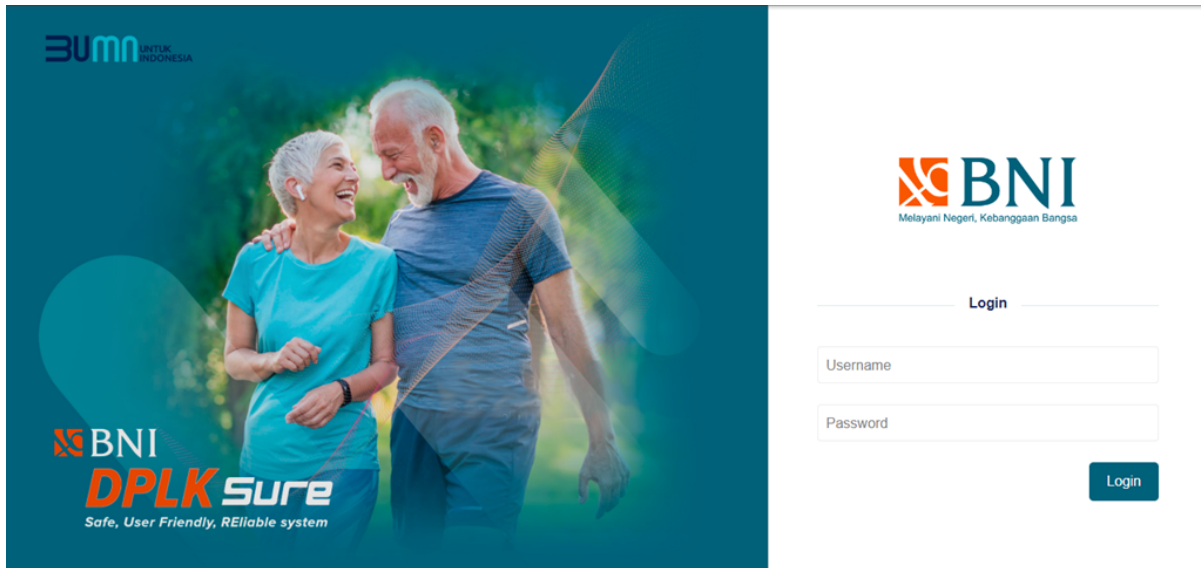 BUMN UNTUK
INDONESIA
BNI
DPLK Sure
Safe, User Friendly, REliable system
BNI
Melayani Negeri, Kebanggaan Bangsa
Login
Username
Password
Login